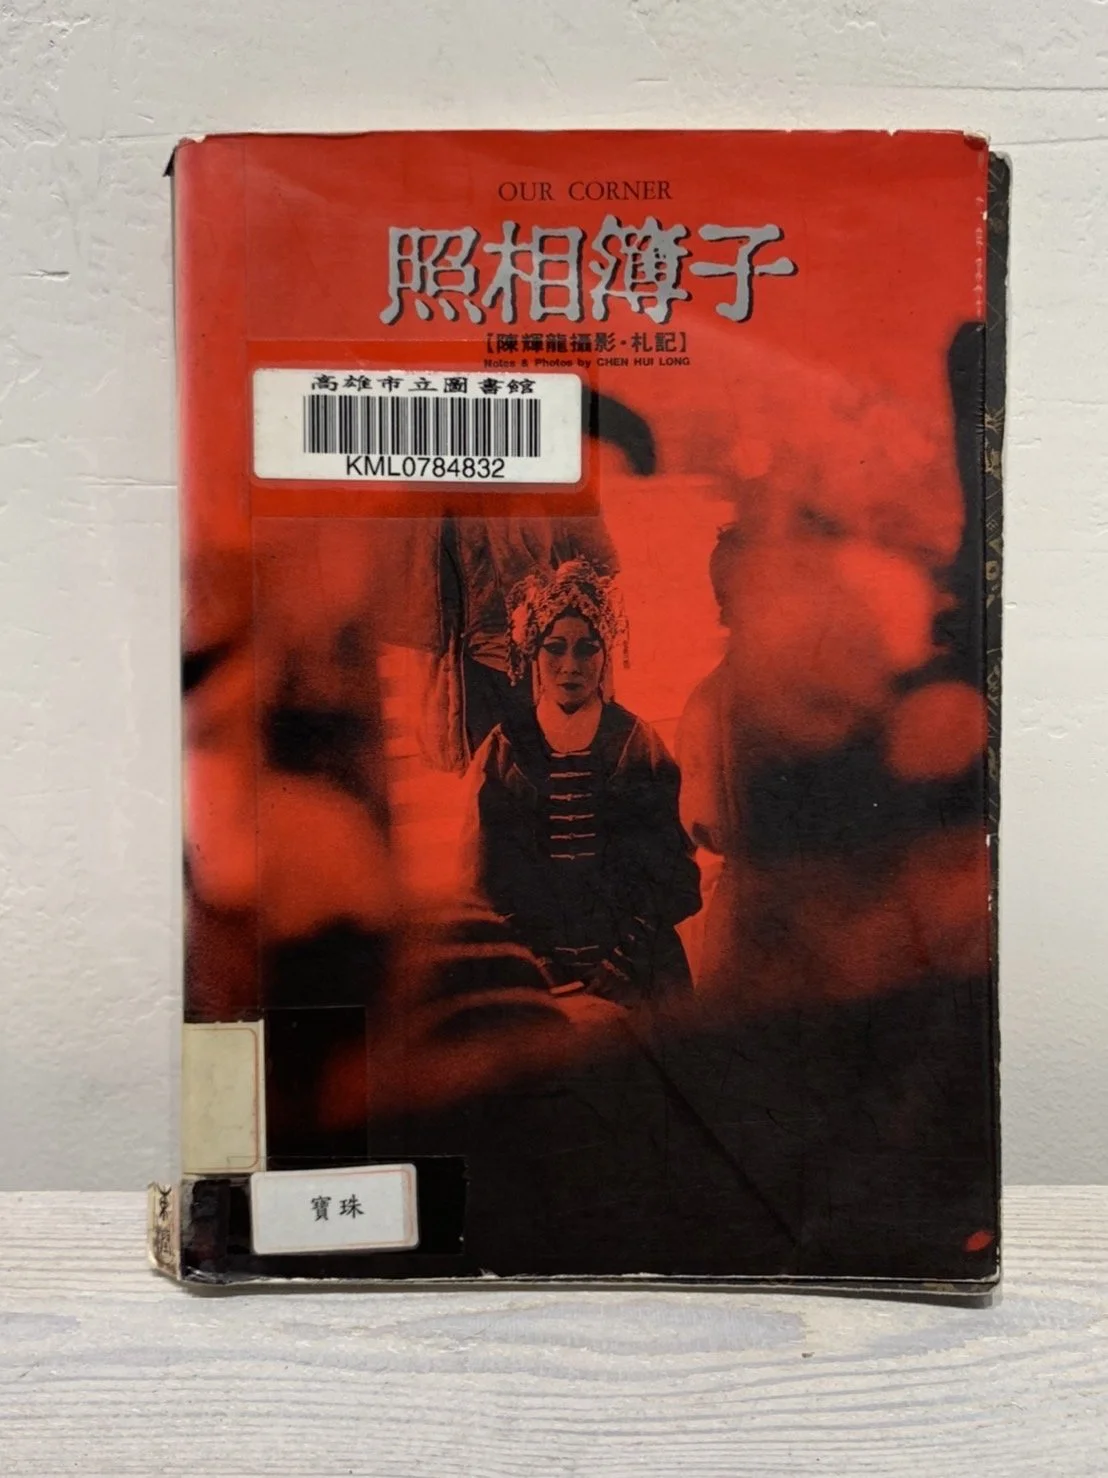 OUR CORNER
照相簿子
【陳輝龍攝影·札記】
Notes & Photos by CHEN HUI LONG
高雄市立圖書館
KML0784832
寶珠